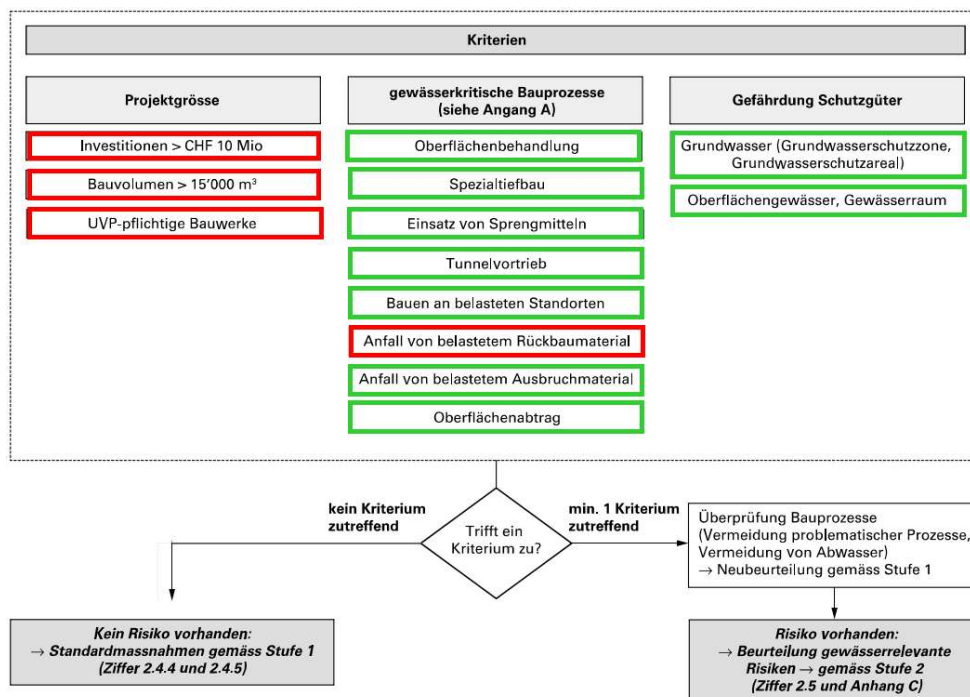 Kriterien
Projektgrösse
Investitionen > CHF 10 Mio
Bauvolumen > 15'000 m³
UVP-pflichtige Bauwerke
gewässerkritische Bauprozesse
(siehe Angang A)
Oberflächenbehandlung
Spezialtiefbau
Einsatz von Sprengmitteln
Tunnelvortrieb
Bauen an belasteten Standorten
Anfall von belastetem Rückbaumaterial
Anfall von belastetem Ausbruchmaterial
Oberflächenabtrag
Gefährdung Schutzgüter
Grundwasser (Grundwasserschutzzone,
Grundwasserschutzareal)
Oberflächengewässer, Gewässerraum
kein Kriterium
zutreffend
Trifft ein
Kriterium zu?
min. 1 Kriterium
zutreffend
Überprüfung Bauprozesse
(Vermeidung problematischer Prozesse,
Vermeidung von Abwasser)
→ Neubeurteilung gemäss Stufe 1
Kein Risiko vorhanden:
→ Standardmassnahmen gemäss Stufe 1
(Ziffer 2.4.4 und 2.4.5)
Risiko vorhanden:
→ Beurteilung gewässerrelevante
Risiken → gemäss Stufe 2
(Ziffer 2.5 und Anhang C)